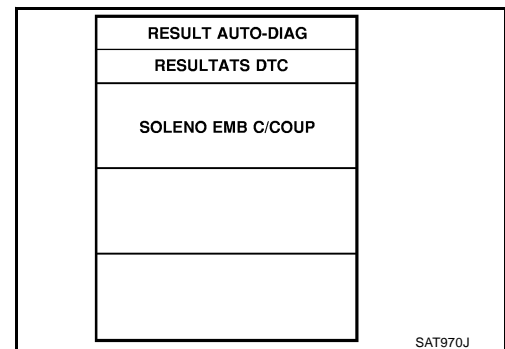 RESULT AUTO-DIAG
RESULTATS DTC
SOLENO EMB C/COUP
SAT970J